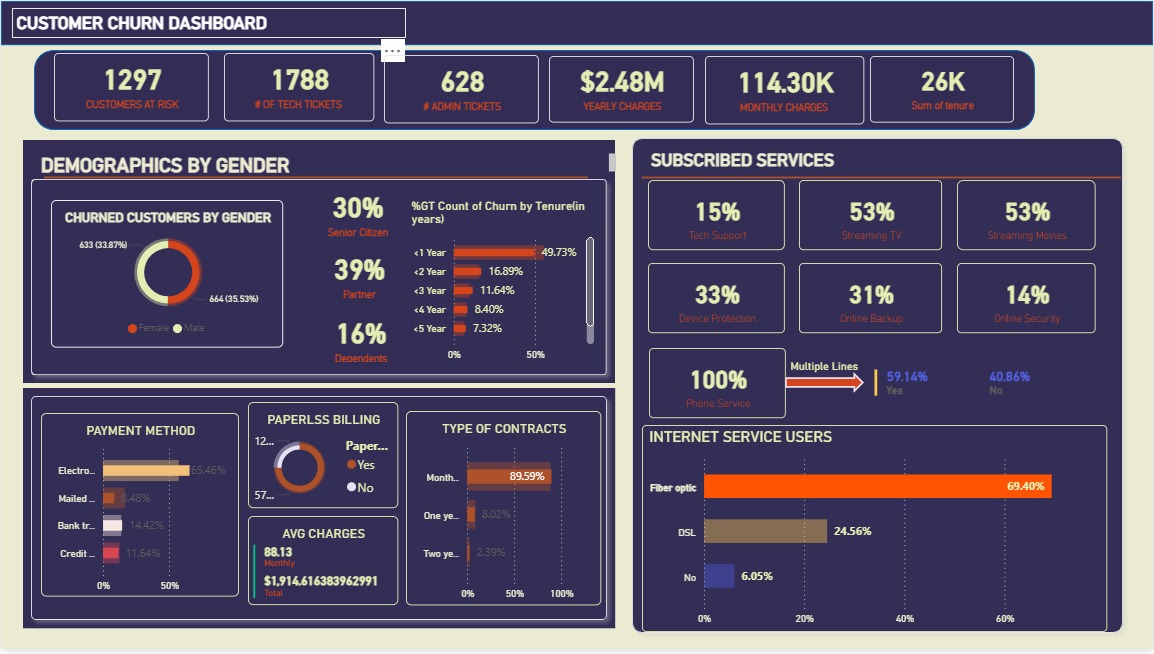 CUSTOMER CHURN DASHBOARD
...
1297
CUSTOMERS AT RISK
1788
# OF TECH TICKETS
628
# ADMIN TICKETS
$2.48M
YEARLY CHARGES
114.30K
MONTHLY CHARGES
26K
Sum of tenure
DEMOGRAPHICS BY GENDER
CHURNED CUSTOMERS BY GENDER
633 (33.87%)
664 (35.53%)
Female Male
30%
Senior Citizen
39%
Partner
16%
Dependents
%GT Count of Churn by Tenure(in
years)
<1 Year 49.73%
<2 Year 16.89%
<3 Year 11.64%
<4 Year 8.40%
<5 Year 7.32%
0% 50%
PAYMENT METHOD
Electro... 65.46%
Mailed ... 8.48%
Bank tr... 14.42%
Credit ... 11.64%
0% 50%
PAPERLSS BILLING
12...
57...
Paper...
Yes
No
AVG CHARGES
88.13
Monthly
$1,914.616383962991
Total
TYPE OF CONTRACTS
Month... 89.59%
One ye... 8.02%
Two ye... 2.39%
0% 50% 100%
SUBSCRIBED SERVICES
15%
Tech Support
53%
Streaming TV
53%
Streaming Movies
33%
Device Protection
31%
Online Backup
14%
Online Security
100%
Phone Service
Multiple Lines
59.14%
Yes
40.86%
No
INTERNET SERVICE USERS
Fiber optic 69.40%
DSL 24.56%
No 6.05%
0% 20% 40% 60%